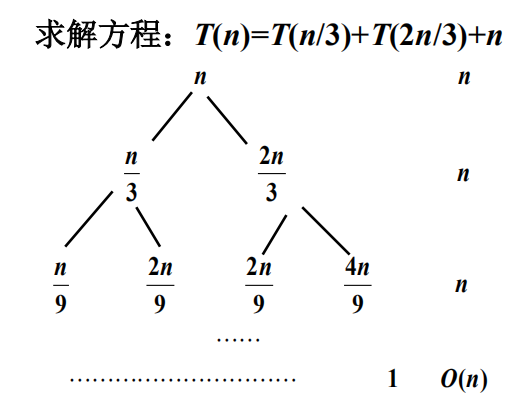 求解方程：T(n)=T(n/3)+T(2n/3)+n
n n
n/3 2n/3 n
n/9 2n/9 2n/9 4n/9 n
……
………………………… 1 O(n)